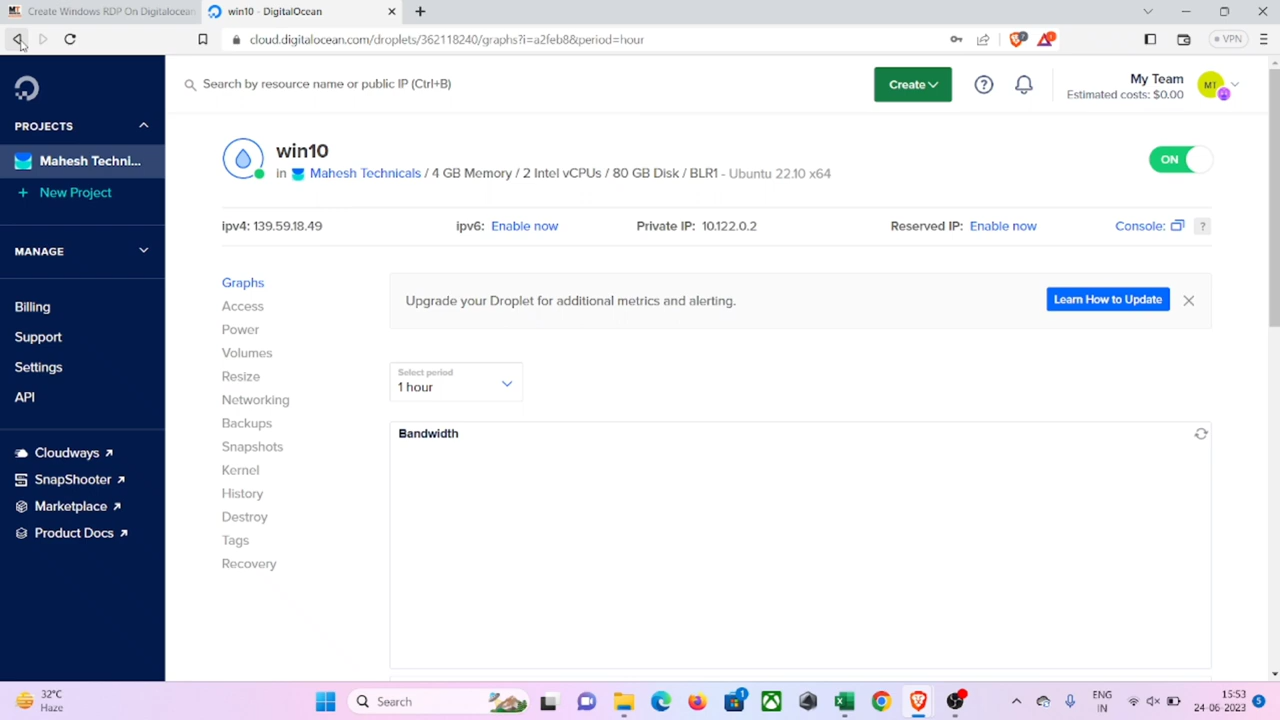 Create Windows RDP On Digitalocean
win10 - DigitalOcean
cloud.digitalocean.com/droplets/362118240/graphs?i=a2feb8&period=hour
VPN
Search by resource name or public IP (Ctrl+B)
Create
My Team
Estimated costs: $0.00
MT
PROJECTS
Mahesh Techni...
+ New Project
MANAGE
Billing
Support
Settings
API
Cloudways
SnapShooter
Marketplace
Product Docs
win10
in Mahesh Technicals / 4 GB Memory / 2 Intel vCPUs / 80 GB Disk / BLR1 - Ubuntu 22.10 x64
ON
ipv4: 139.59.18.49 ipv6: Enable now Private IP: 10.122.0.2 Reserved IP: Enable now Console: ?
Graphs
Access
Power
Volumes
Resize
Networking
Backups
Snapshots
Kernel
History
Destroy
Tags
Recovery
Upgrade your Droplet for additional metrics and alerting.
Learn How to Update
Select period
1 hour
Bandwidth
32°C
Haze
Search
ENG
IN
15:53
24-06-2023
5